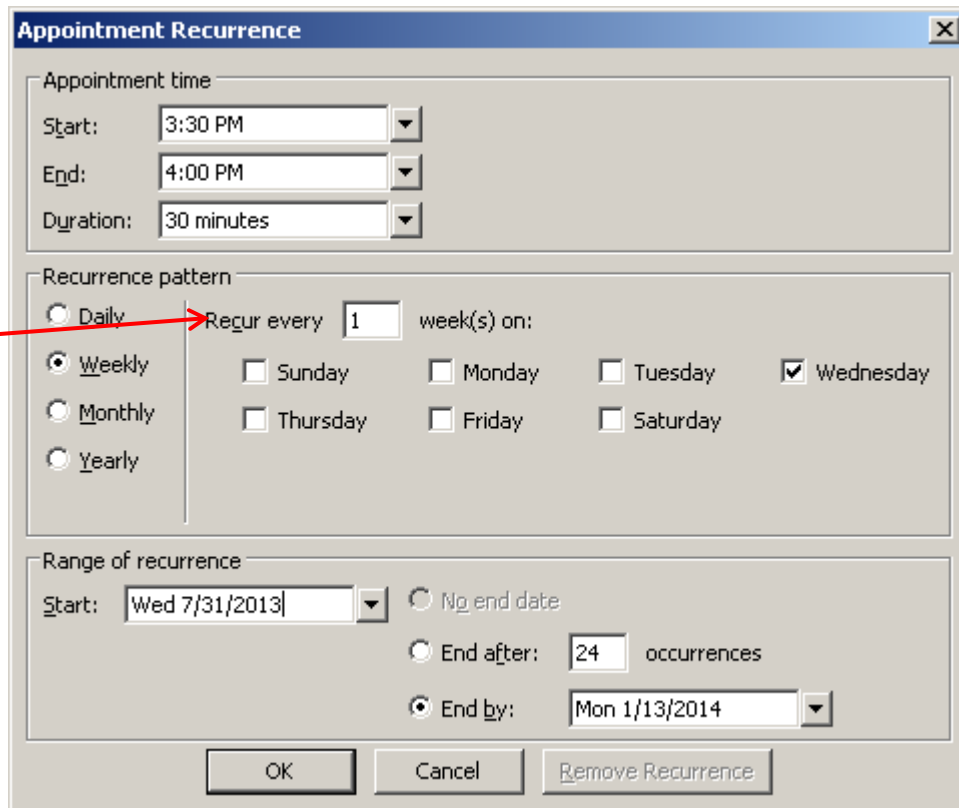 Appointment Recurrence
Appointment time
Start: 3:30 PM
End: 4:00 PM
Duration: 30 minutes
Recurrence pattern
Daily Recur every 1 week(s) on:
Weekly Sunday Monday Tuesday Wednesday
Monthly Thursday Friday Saturday
Yearly
Range of recurrence
Start: Wed 7/31/2013 No end date
End after: 24 occurrences
End by: Mon 1/13/2014
OK Cancel Remove Recurrence